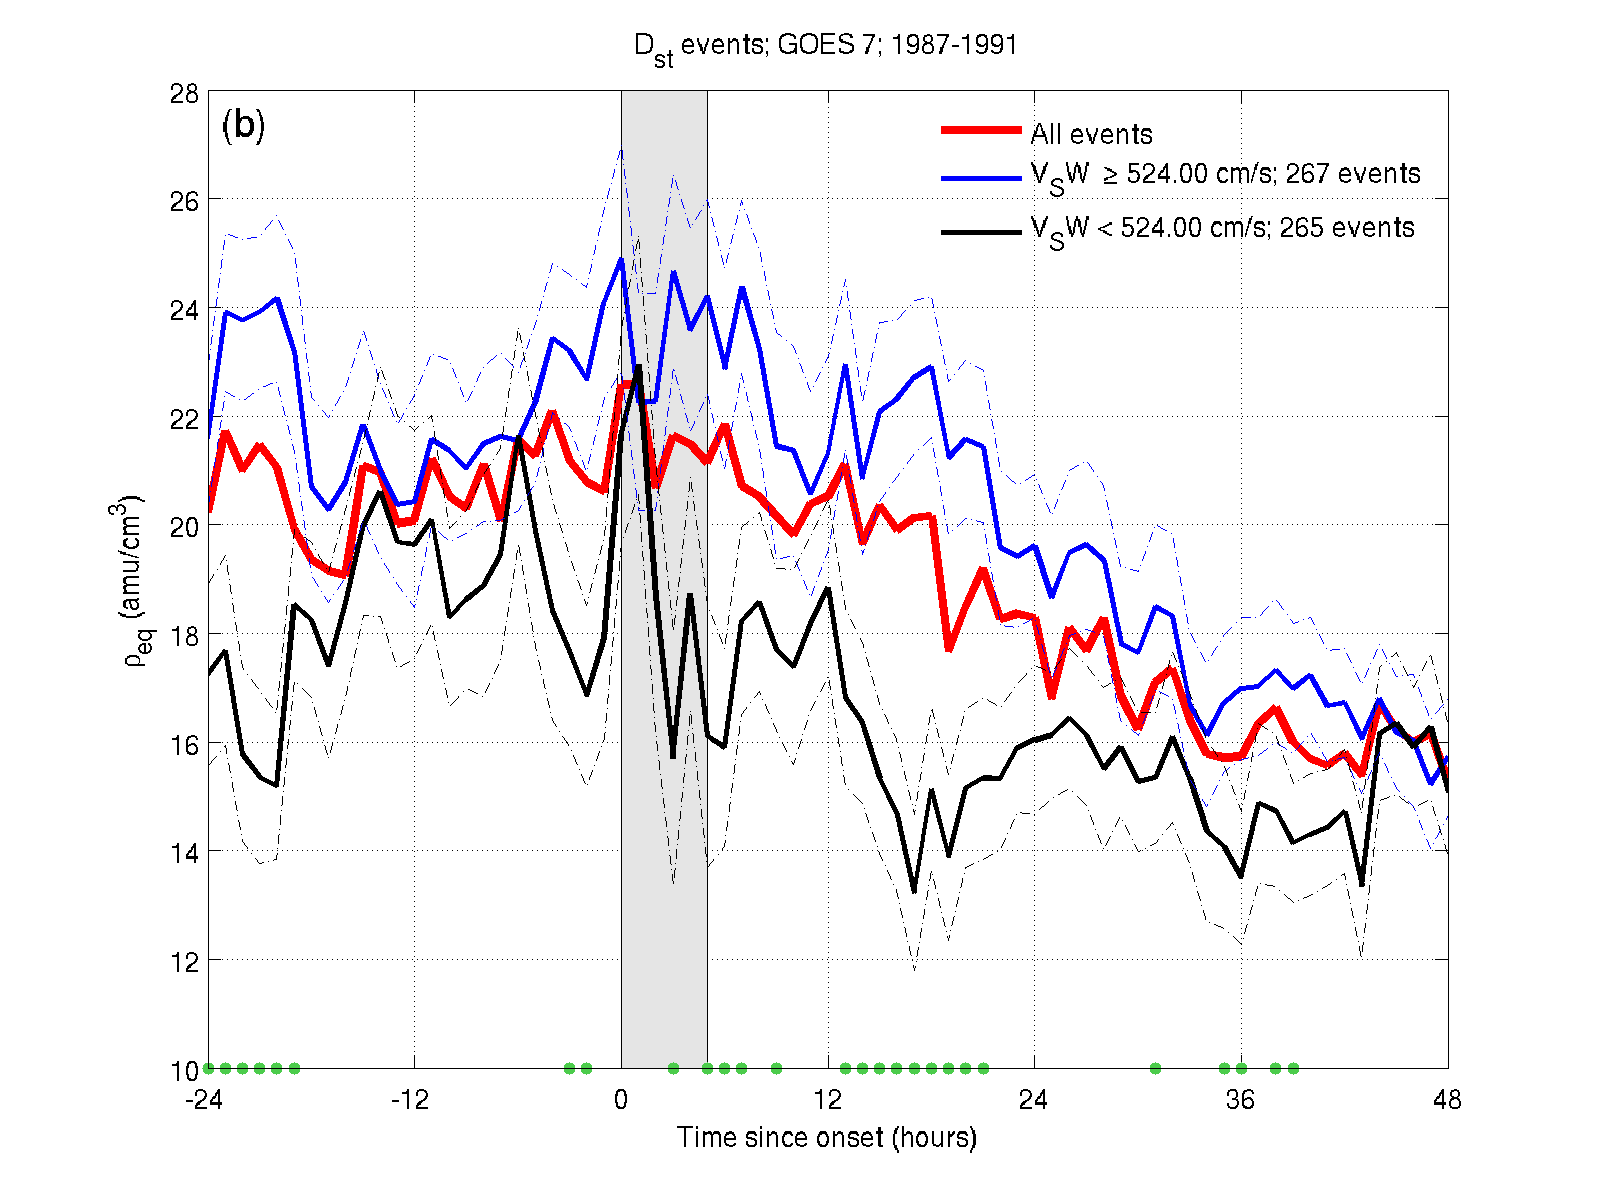 D_st events; GOES 7; 1987-1991
(b)
All events
V_SW ≥ 524.00 cm/s; 267 events
V_SW < 524.00 cm/s; 265 events
28
26
24
22
20
18
16
14
12
10
ρ_eq (amu/cm^3)
-24 -12 0 12 24 36 48
Time since onset (hours)